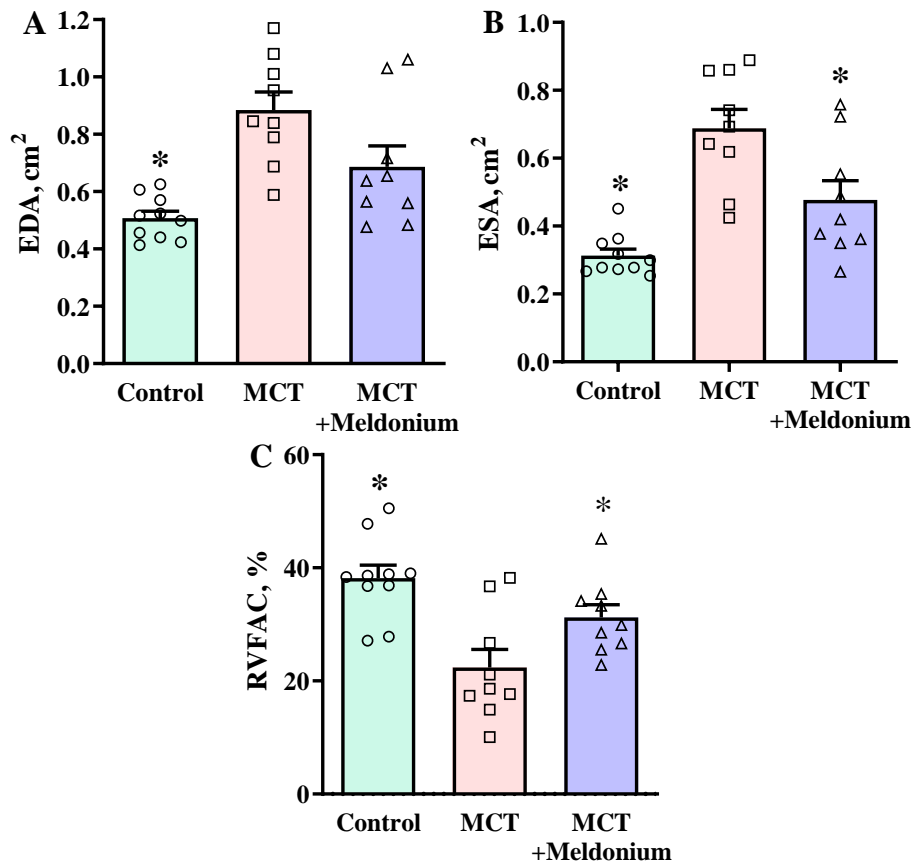 A
EDA, cm²
1.2
1.0
0.8
0.6
0.4
0.2
0.0
*
Control
MCT
MCT
+Meldonium
B
ESA, cm²
1.0
0.8
0.6
0.4
0.2
0.0
*
*
Control
MCT
MCT
+Meldonium
C
RVFAC, %
60
40
20
0
*
*
Control
MCT
MCT
+Meldonium